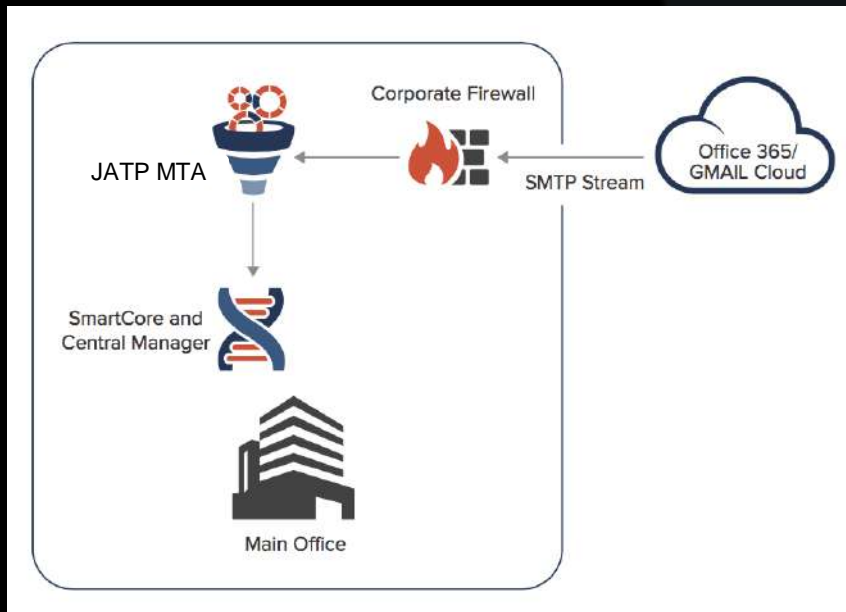 Corporate Firewall
Office 365/
GMAIL Cloud
JATP MTA
SMTP Stream
SmartCore and
Central Manager
Main Office